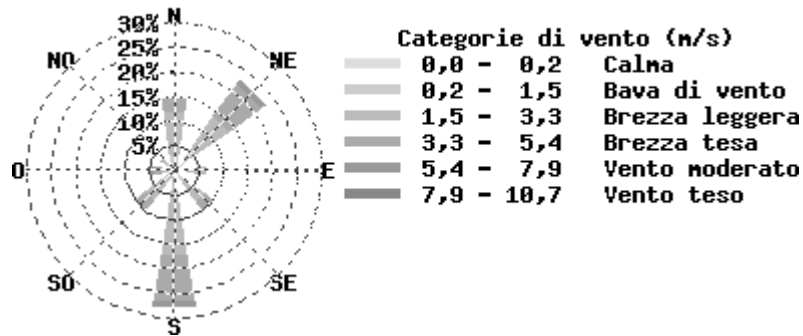 N
30%
25%
20%
15%
10%
5%
NO
NE
O
E
SO
SE
S
Categorie di vento (m/s)
0,0 - 0,2 Calma
0,2 - 1,5 Bava di vento
1,5 - 3,3 Brezza leggera
3,3 - 5,4 Brezza tesa
5,4 - 7,9 Vento moderato
7,9 - 10,7 Vento teso